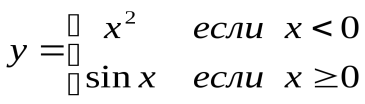 y = x² если x < 0
sin x если x ≥ 0